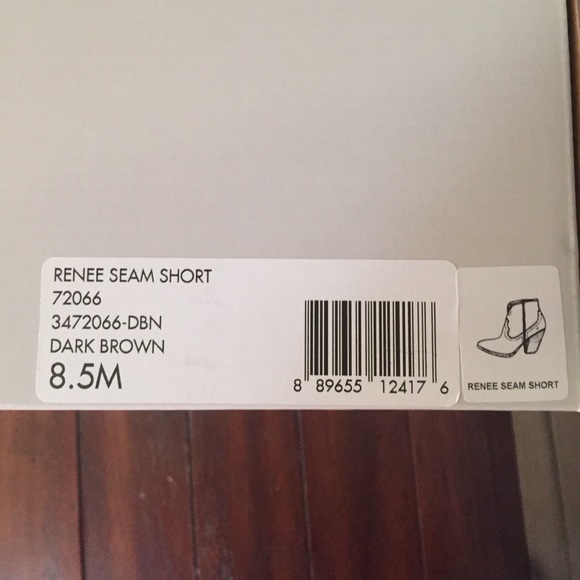 RENEE SEAM SHORT
72066
3472066-DBN
DARK BROWN
8.5M
8 89655 12417 6
RENEE SEAM SHORT